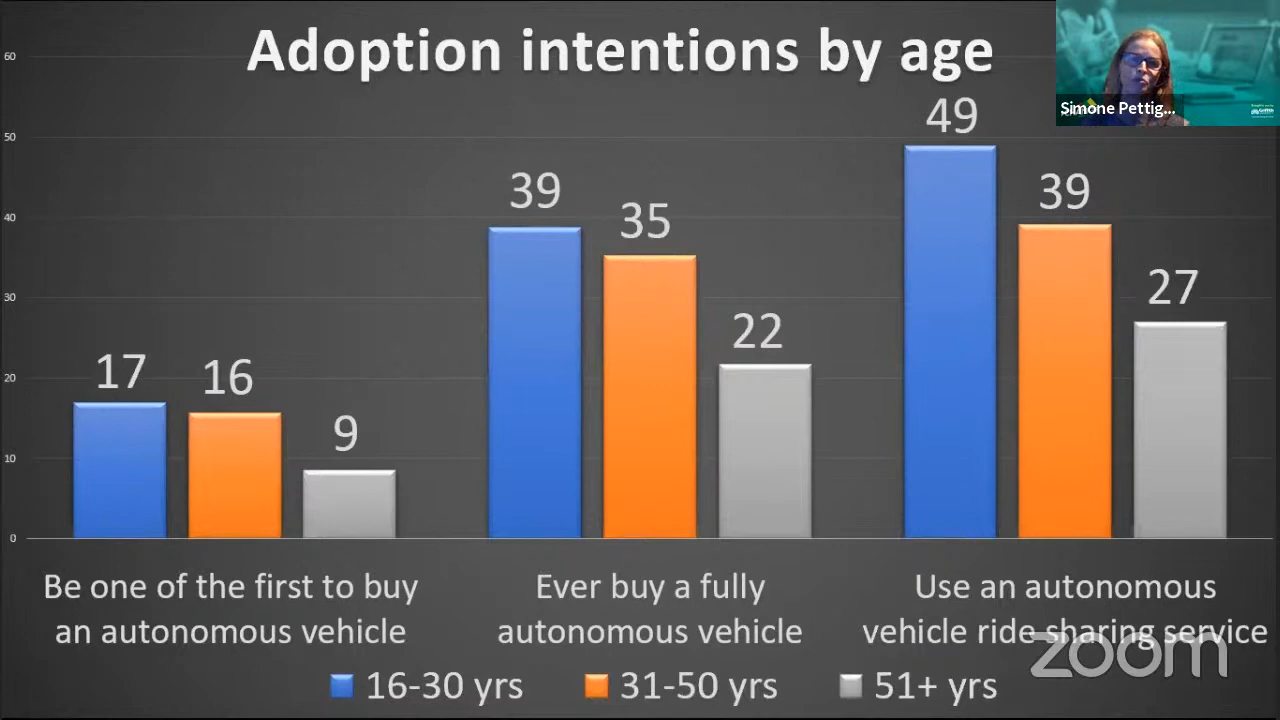 Adoption intentions by age
Simone Pettig...
60
50
40
30
20
10
0
49
39
39
35
27
22
17
16
9
Be one of the first to buy
an autonomous vehicle
Ever buy a fully
autonomous vehicle
Use an autonomous
vehicle ride sharing service
16-30 yrs
31-50 yrs
51+ yrs
zoom